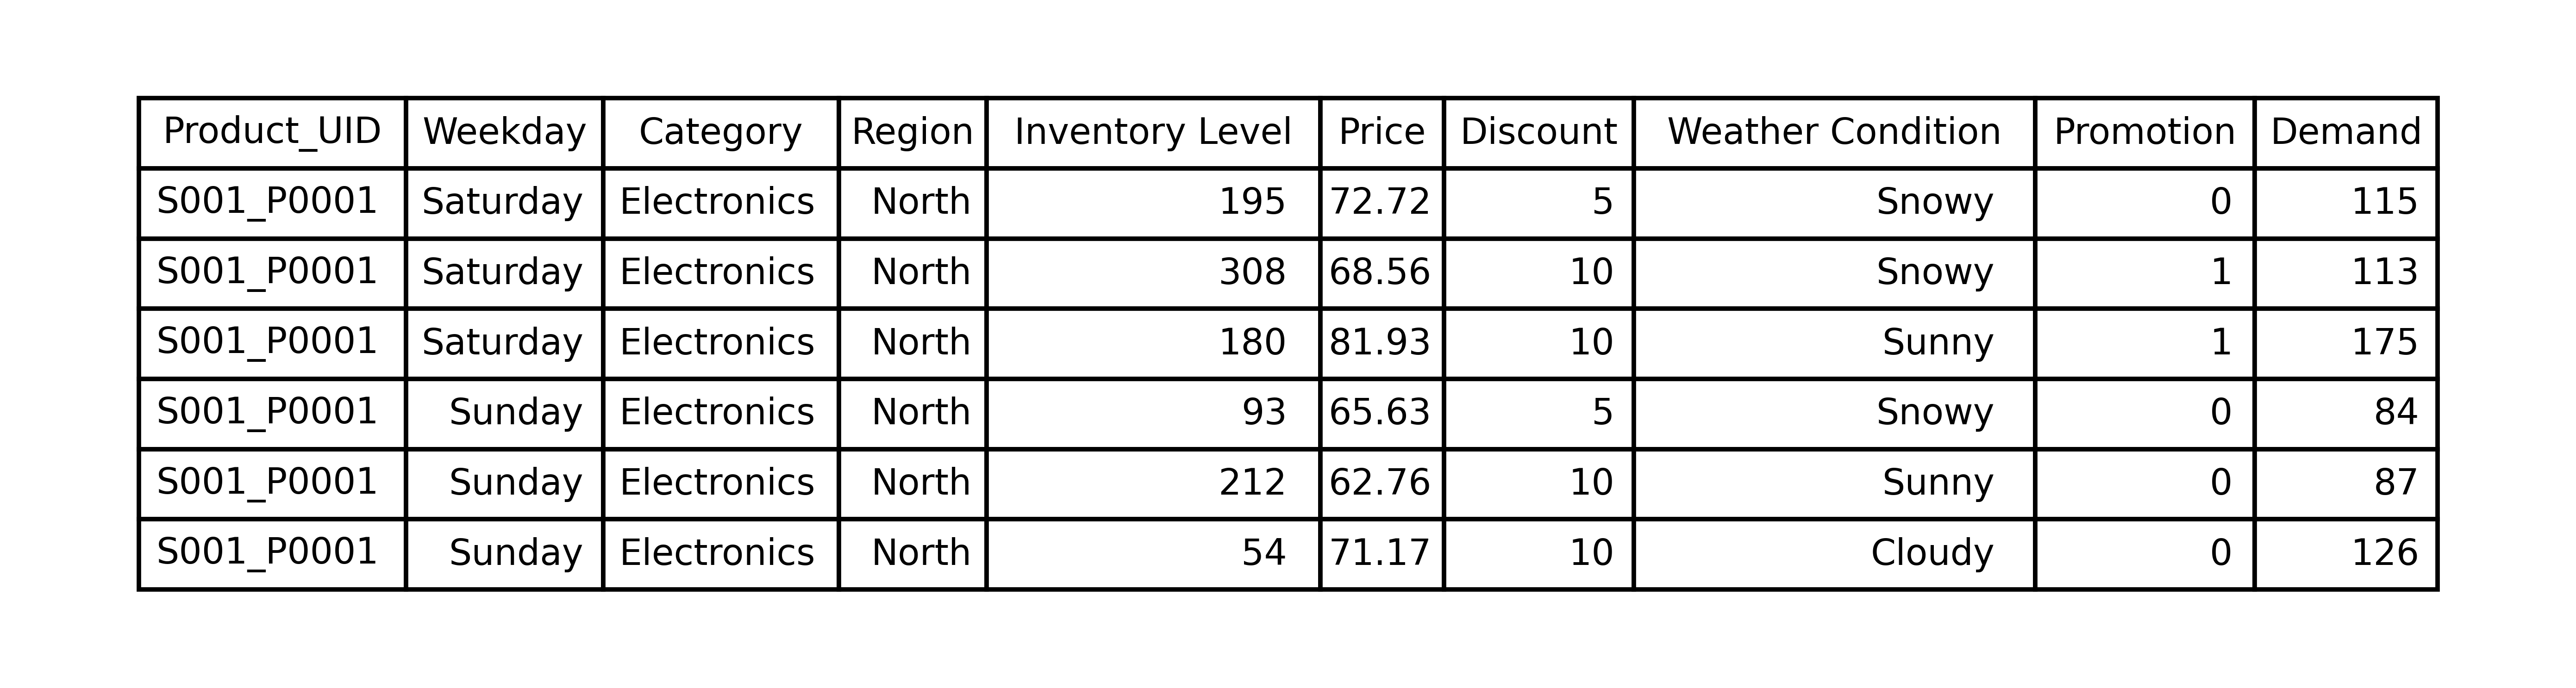 Product_UID Weekday Category Region Inventory Level Price Discount Weather Condition Promotion Demand
S001_P0001 Saturday Electronics North 195 72.72 5 Snowy 0 115
S001_P0001 Saturday Electronics North 308 68.56 10 Snowy 1 113
S001_P0001 Saturday Electronics North 180 81.93 10 Sunny 1 175
S001_P0001 Sunday Electronics North 93 65.63 5 Snowy 0 84
S001_P0001 Sunday Electronics North 212 62.76 10 Sunny 0 87
S001_P0001 Sunday Electronics North 54 71.17 10 Cloudy 0 126